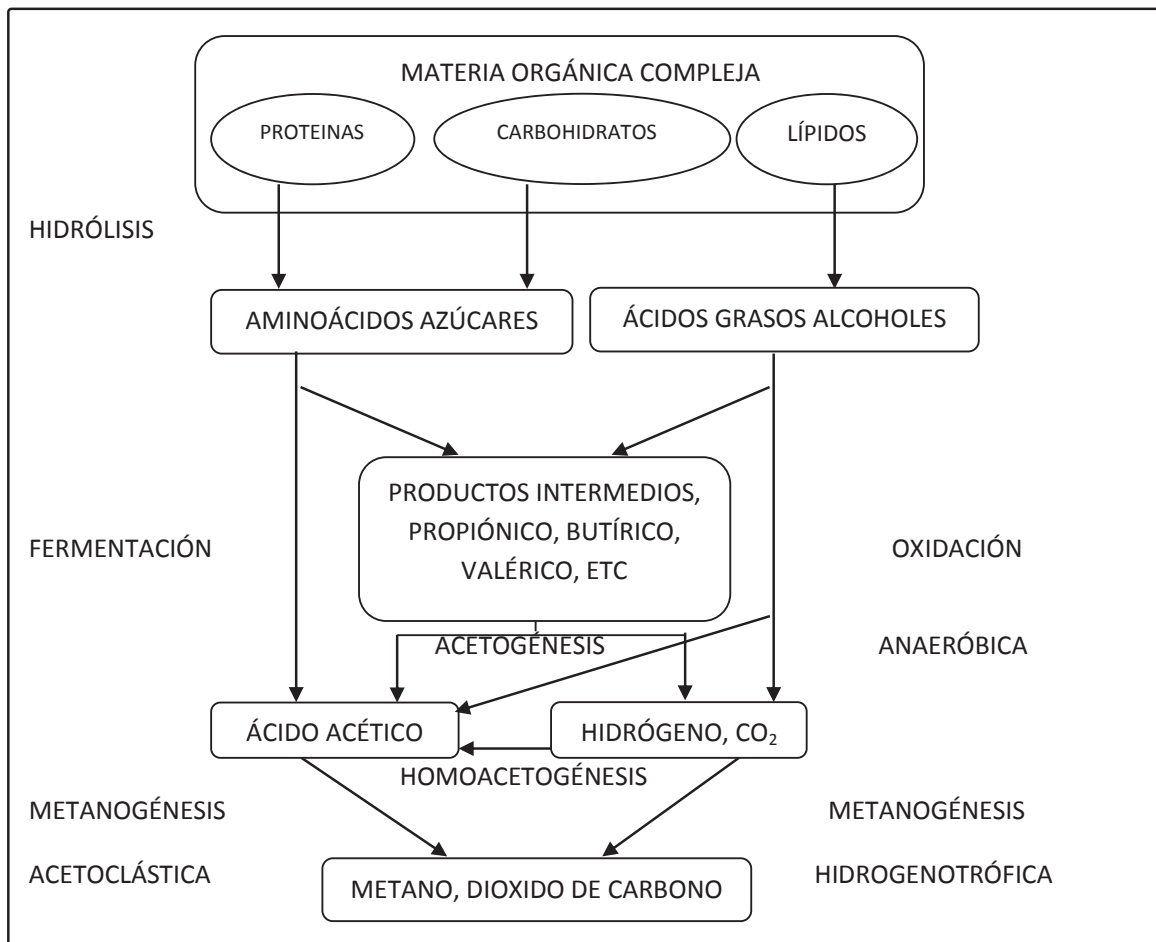 MATERIA ORGÁNICA COMPLEJA
PROTEINAS
CARBOHIDRATOS
LÍPIDOS
HIDRÓLISIS
AMINOÁCIDOS AZÚCARES
ÁCIDOS GRASOS ALCOHOLES
PRODUCTOS INTERMEDIOS,
PROPIÓNICO, BUTÍRICO,
VALÉRICO, ETC
FERMENTACIÓN
OXIDACIÓN
ACETOGÉNESIS
ANAERÓBICA
ÁCIDO ACÉTICO
HIDRÓGENO, CO₂
HOMOACETOGÉNESIS
METANOGÉNESIS
METANOGÉNESIS
ACETOCLÁSTICA
METANO, DIOXIDO DE CARBONO
HIDROGENOTRÓFICA